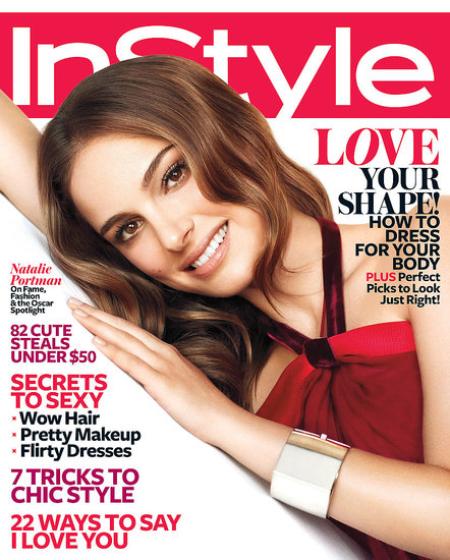 InStyle
LOVE
YOUR
SHAPE!
HOW TO
DRESS
FOR YOUR
BODY
PLUS Perfect
Picks to Look
Just Right!
Natalie
Portman
On Fame,
Fashion
& the Oscar
Spotlight
82 CUTE
STEALS
UNDER $50
SECRETS
TO SEXY
• Wow Hair
• Pretty Makeup
• Flirty Dresses
7 TRICKS TO
CHIC STYLE
22 WAYS TO SAY
I LOVE YOU